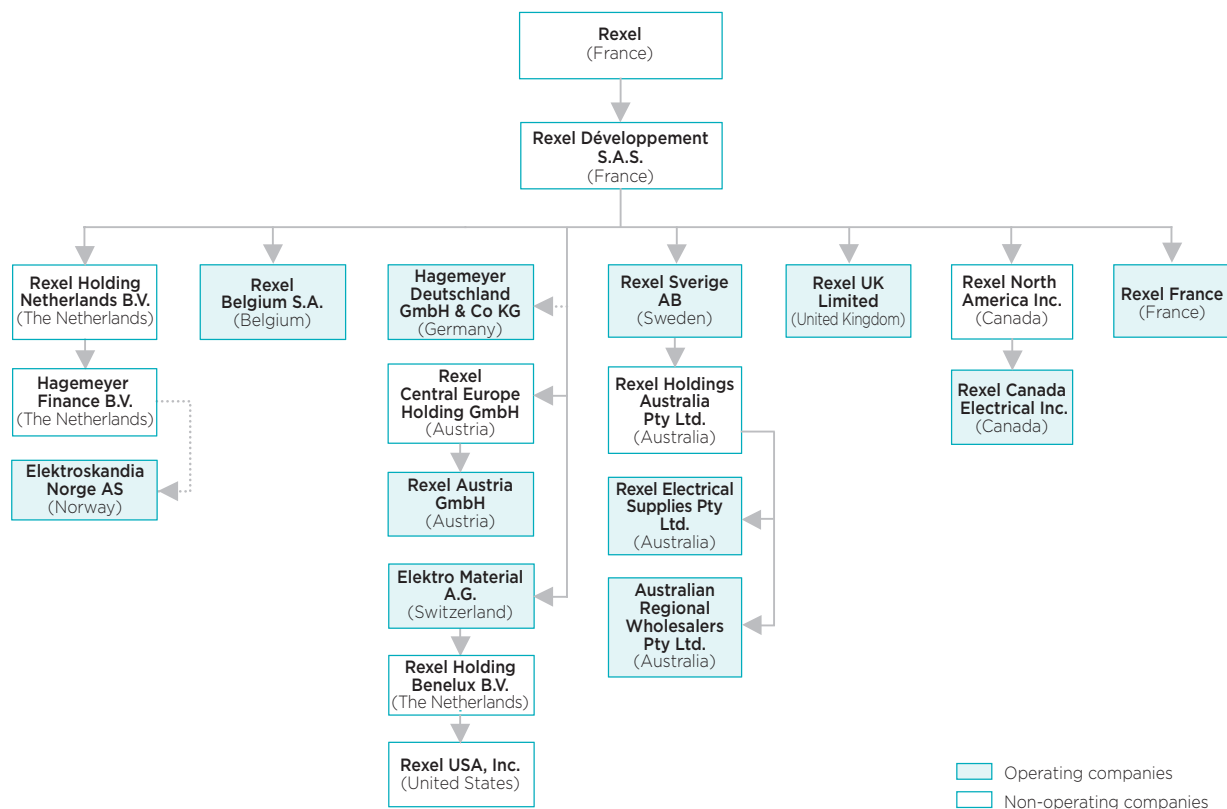 Rexel
(France)
Rexel Développement
S.A.S.
(France)
Rexel Holding
Netherlands B.V.
(The Netherlands)
Rexel
Belgium S.A.
(Belgium)
Hagemeyer
Deutschland
GmbH & Co KG
(Germany)
Rexel Sverige
AB
(Sweden)
Rexel UK
Limited
(United Kingdom)
Rexel North
America Inc.
(Canada)
Rexel France
(France)
Hagemeyer
Finance B.V.
(The Netherlands)
Rexel
Central Europe
Holding GmbH
(Austria)
Rexel Holdings
Australia
Pty Ltd.
(Australia)
Rexel Canada
Electrical Inc.
(Canada)
Elektroskandia
Norge AS
(Norway)
Rexel Austria
GmbH
(Austria)
Rexel Electrical
Supplies Pty
Ltd.
(Australia)
Elektro Material
A.G.
(Switzerland)
Australian
Regional
Wholesalers
Pty Ltd.
(Australia)
Rexel Holding
Benelux B.V.
(The Netherlands)
Rexel USA, Inc.
(United States)
Operating companies
Non-operating companies